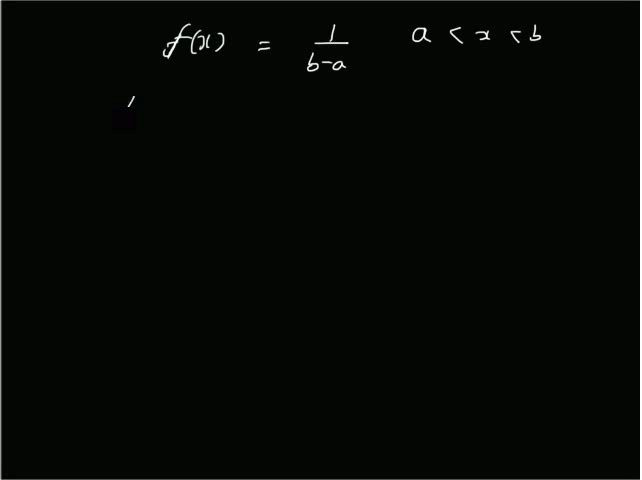 f(x) = 1/(b-a) a < x < b